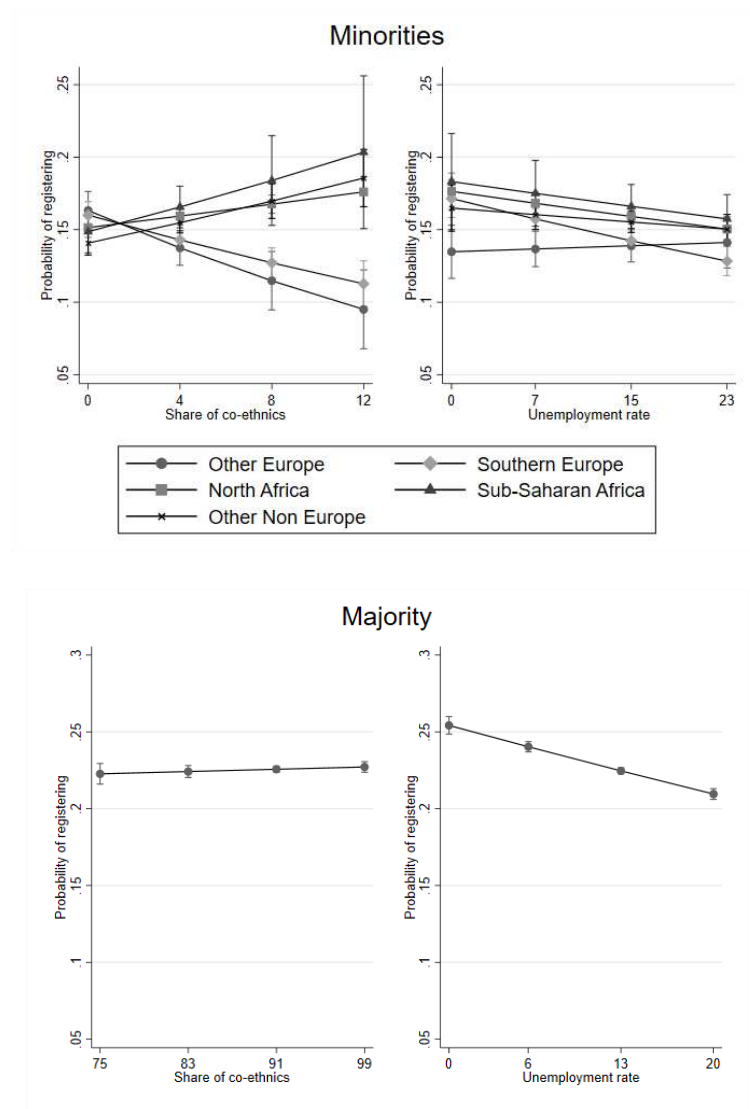 Minorities
Probability of registering
.05 .1 .15 .2 .25
0 4 8 12
Share of co-ethnics
Probability of registering
.05 .1 .15 .2 .25
0 7 15 23
Unemployment rate
Other Europe Southern Europe
North Africa Sub-Saharan Africa
Other Non Europe
Majority
Probability of registering
.05 .1 .15 .2 .25 .3
75 83 91 99
Share of co-ethnics
Probability of registering
.05 .1 .15 .2 .25 .3
0 6 13 20
Unemployment rate